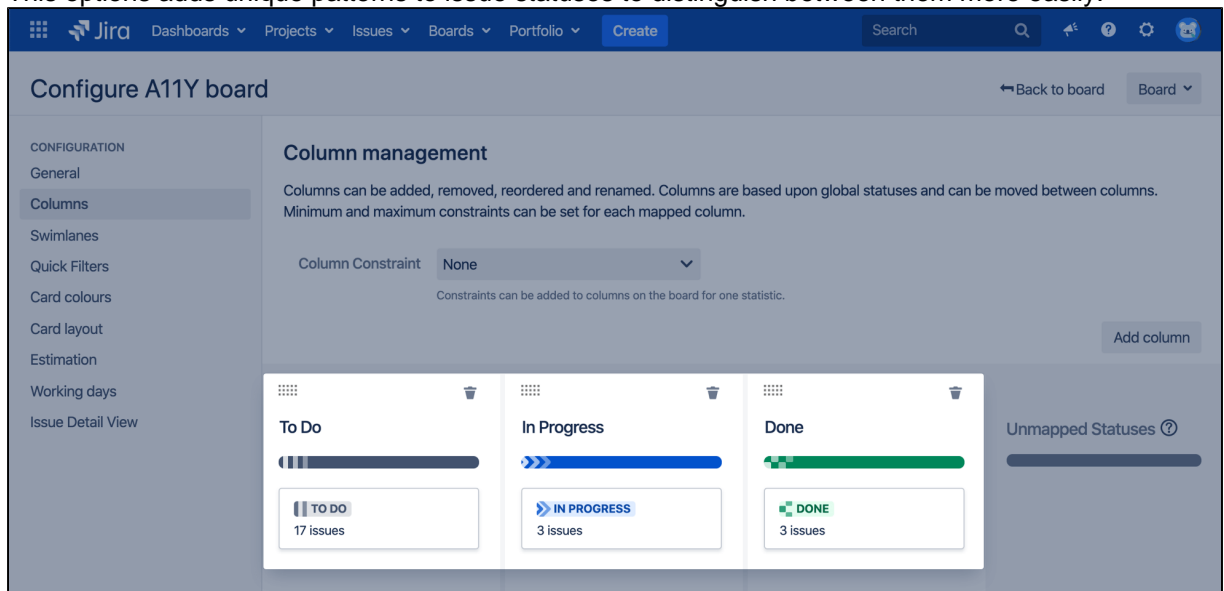 This options adds unique patterns to issue statuses to distinguish between them more easily.
Jira Dashboards Projects Issues Boards Portfolio Create Search
Configure A11Y board
Back to board Board
CONFIGURATION
General
Columns
Swimlanes
Quick Filters
Card colours
Card layout
Estimation
Working days
Issue Detail View
Column management
Columns can be added, removed, reordered and renamed. Columns are based upon global statuses and can be moved between columns.
Minimum and maximum constraints can be set for each mapped column.
Column Constraint None
Constraints can be added to columns on the board for one statistic.
Add column
To Do
TO DO
17 issues
In Progress
IN PROGRESS
3 issues
Done
DONE
3 issues
Unmapped Statuses